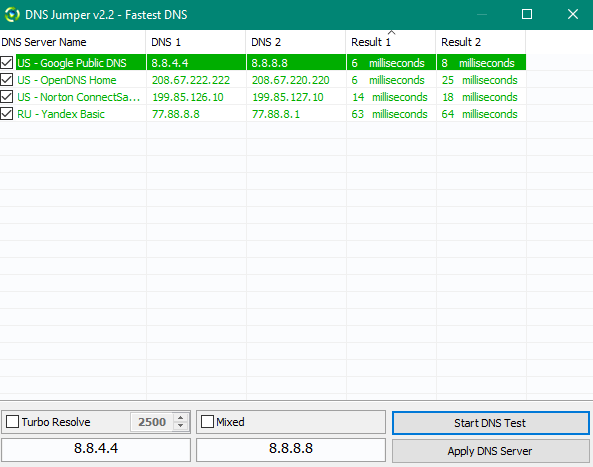 DNS Jumper v2.2 - Fastest DNS
DNS Server Name DNS 1 DNS 2 Result 1 Result 2
US - Google Public DNS 8.8.4.4 8.8.8.8 6 milliseconds 8 milliseconds
US - OpenDNS Home 208.67.222.222 208.67.220.220 6 milliseconds 25 milliseconds
US - Norton ConnectSa... 199.85.126.10 199.85.127.10 14 milliseconds 18 milliseconds
RU - Yandex Basic 77.88.8.8 77.88.8.1 63 milliseconds 64 milliseconds
Turbo Resolve 2500 Mixed Start DNS Test
8.8.4.4 8.8.8.8 Apply DNS Server